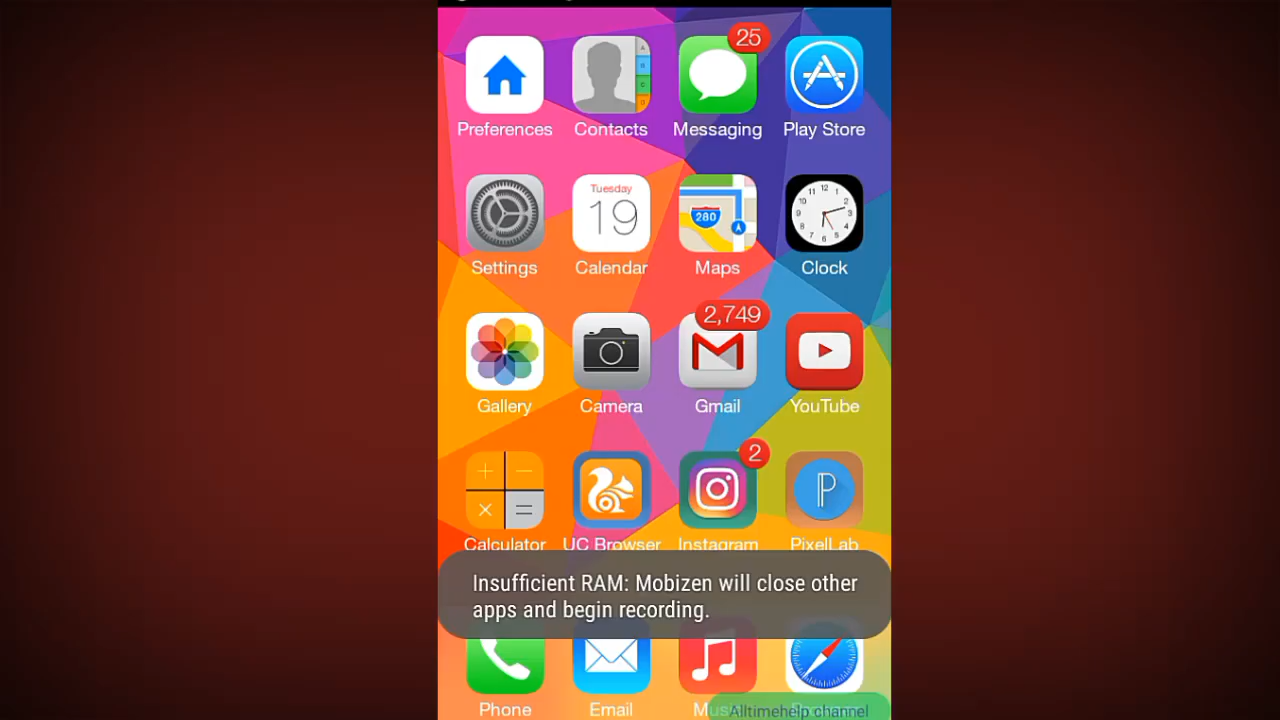 25
Preferences Contacts Messaging Play Store
Tuesday
19
280
Settings Calendar Maps Clock
2,749
Gallery Camera Gmail YouTube
2
Calculator UC Browser Instagram PixelLab
Insufficient RAM: Mobizen will close other
apps and begin recording.
Phone Email
Alltimehelp channel